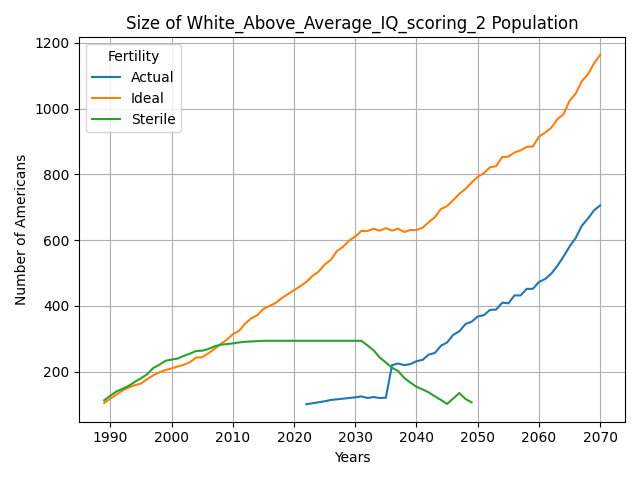 Size of White_Above_Average_IQ_scoring_2 Population
1200
1000
800
600
400
200
Number of Americans
Fertility
Actual
Ideal
Sterile
1990 2000 2010 2020 2030 2040 2050 2060 2070
Years